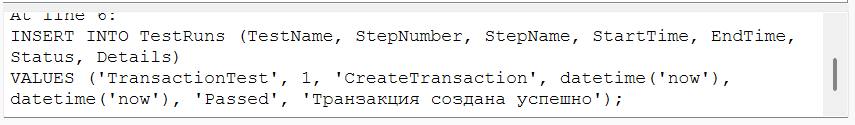 At line 6:
INSERT INTO TestRuns (TestName, StepNumber, StepName, StartTime, EndTime,
Status, Details)
VALUES ('TransactionTest', 1, 'CreateTransaction', datetime('now'),
datetime('now'), 'Passed', 'Транзакция создана успешно');